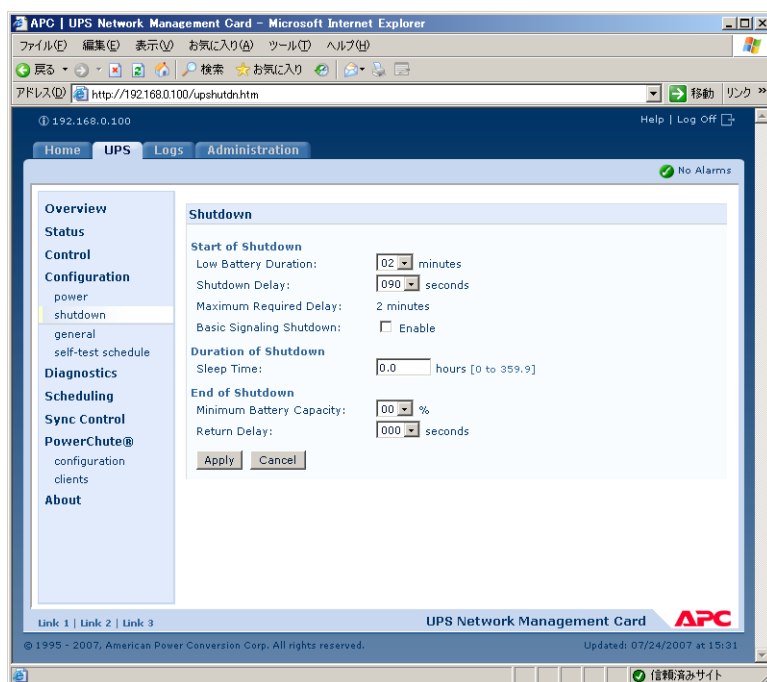 APC | UPS Network Management Card - Microsoft Internet Explorer
ファイル(F) 編集(E) 表示(V) お気に入り(A) ツール(T) ヘルプ(H)
戻る 検索 お気に入り
アドレス(D) http://192.168.0.100/upshutdn.htm 移動 リンク »
192.168.0.100 Help | Log Off
Home UPS Logs Administration
No Alarms
Overview
Status
Control
Configuration
power
shutdown
general
self-test schedule
Diagnostics
Scheduling
Sync Control
PowerChute®
configuration
clients
About
Shutdown
Start of Shutdown
Low Battery Duration: 02 minutes
Shutdown Delay: 090 seconds
Maximum Required Delay: 2 minutes
Basic Signaling Shutdown: Enable
Duration of Shutdown
Sleep Time: 0.0 hours [0 to 359.9]
End of Shutdown
Minimum Battery Capacity: 00 %
Return Delay: 000 seconds
Apply Cancel
Link 1 | Link 2 | Link 3
UPS Network Management Card APC
© 1995 - 2007, American Power Conversion Corp. All rights reserved. Updated: 07/24/2007 at 15:31
信頼済みサイト